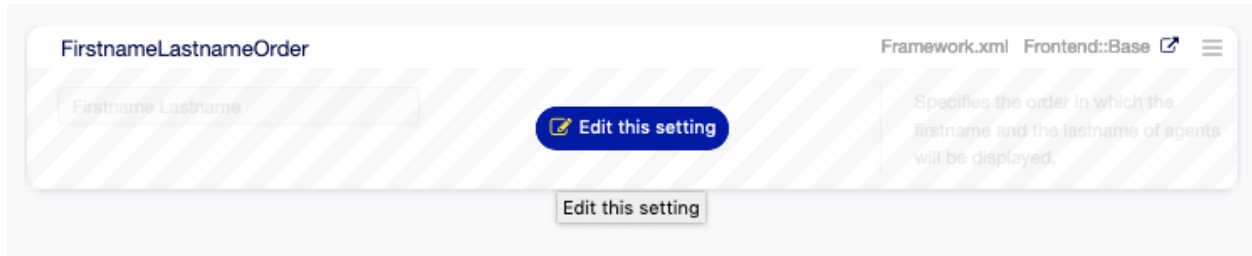 FirstnameLastnameOrder
Framework.xml Frontend::Base
Firstname Lastname
Edit this setting
Specifies the order in which the
firstname and the lastname of agents
will be displayed.
Edit this setting